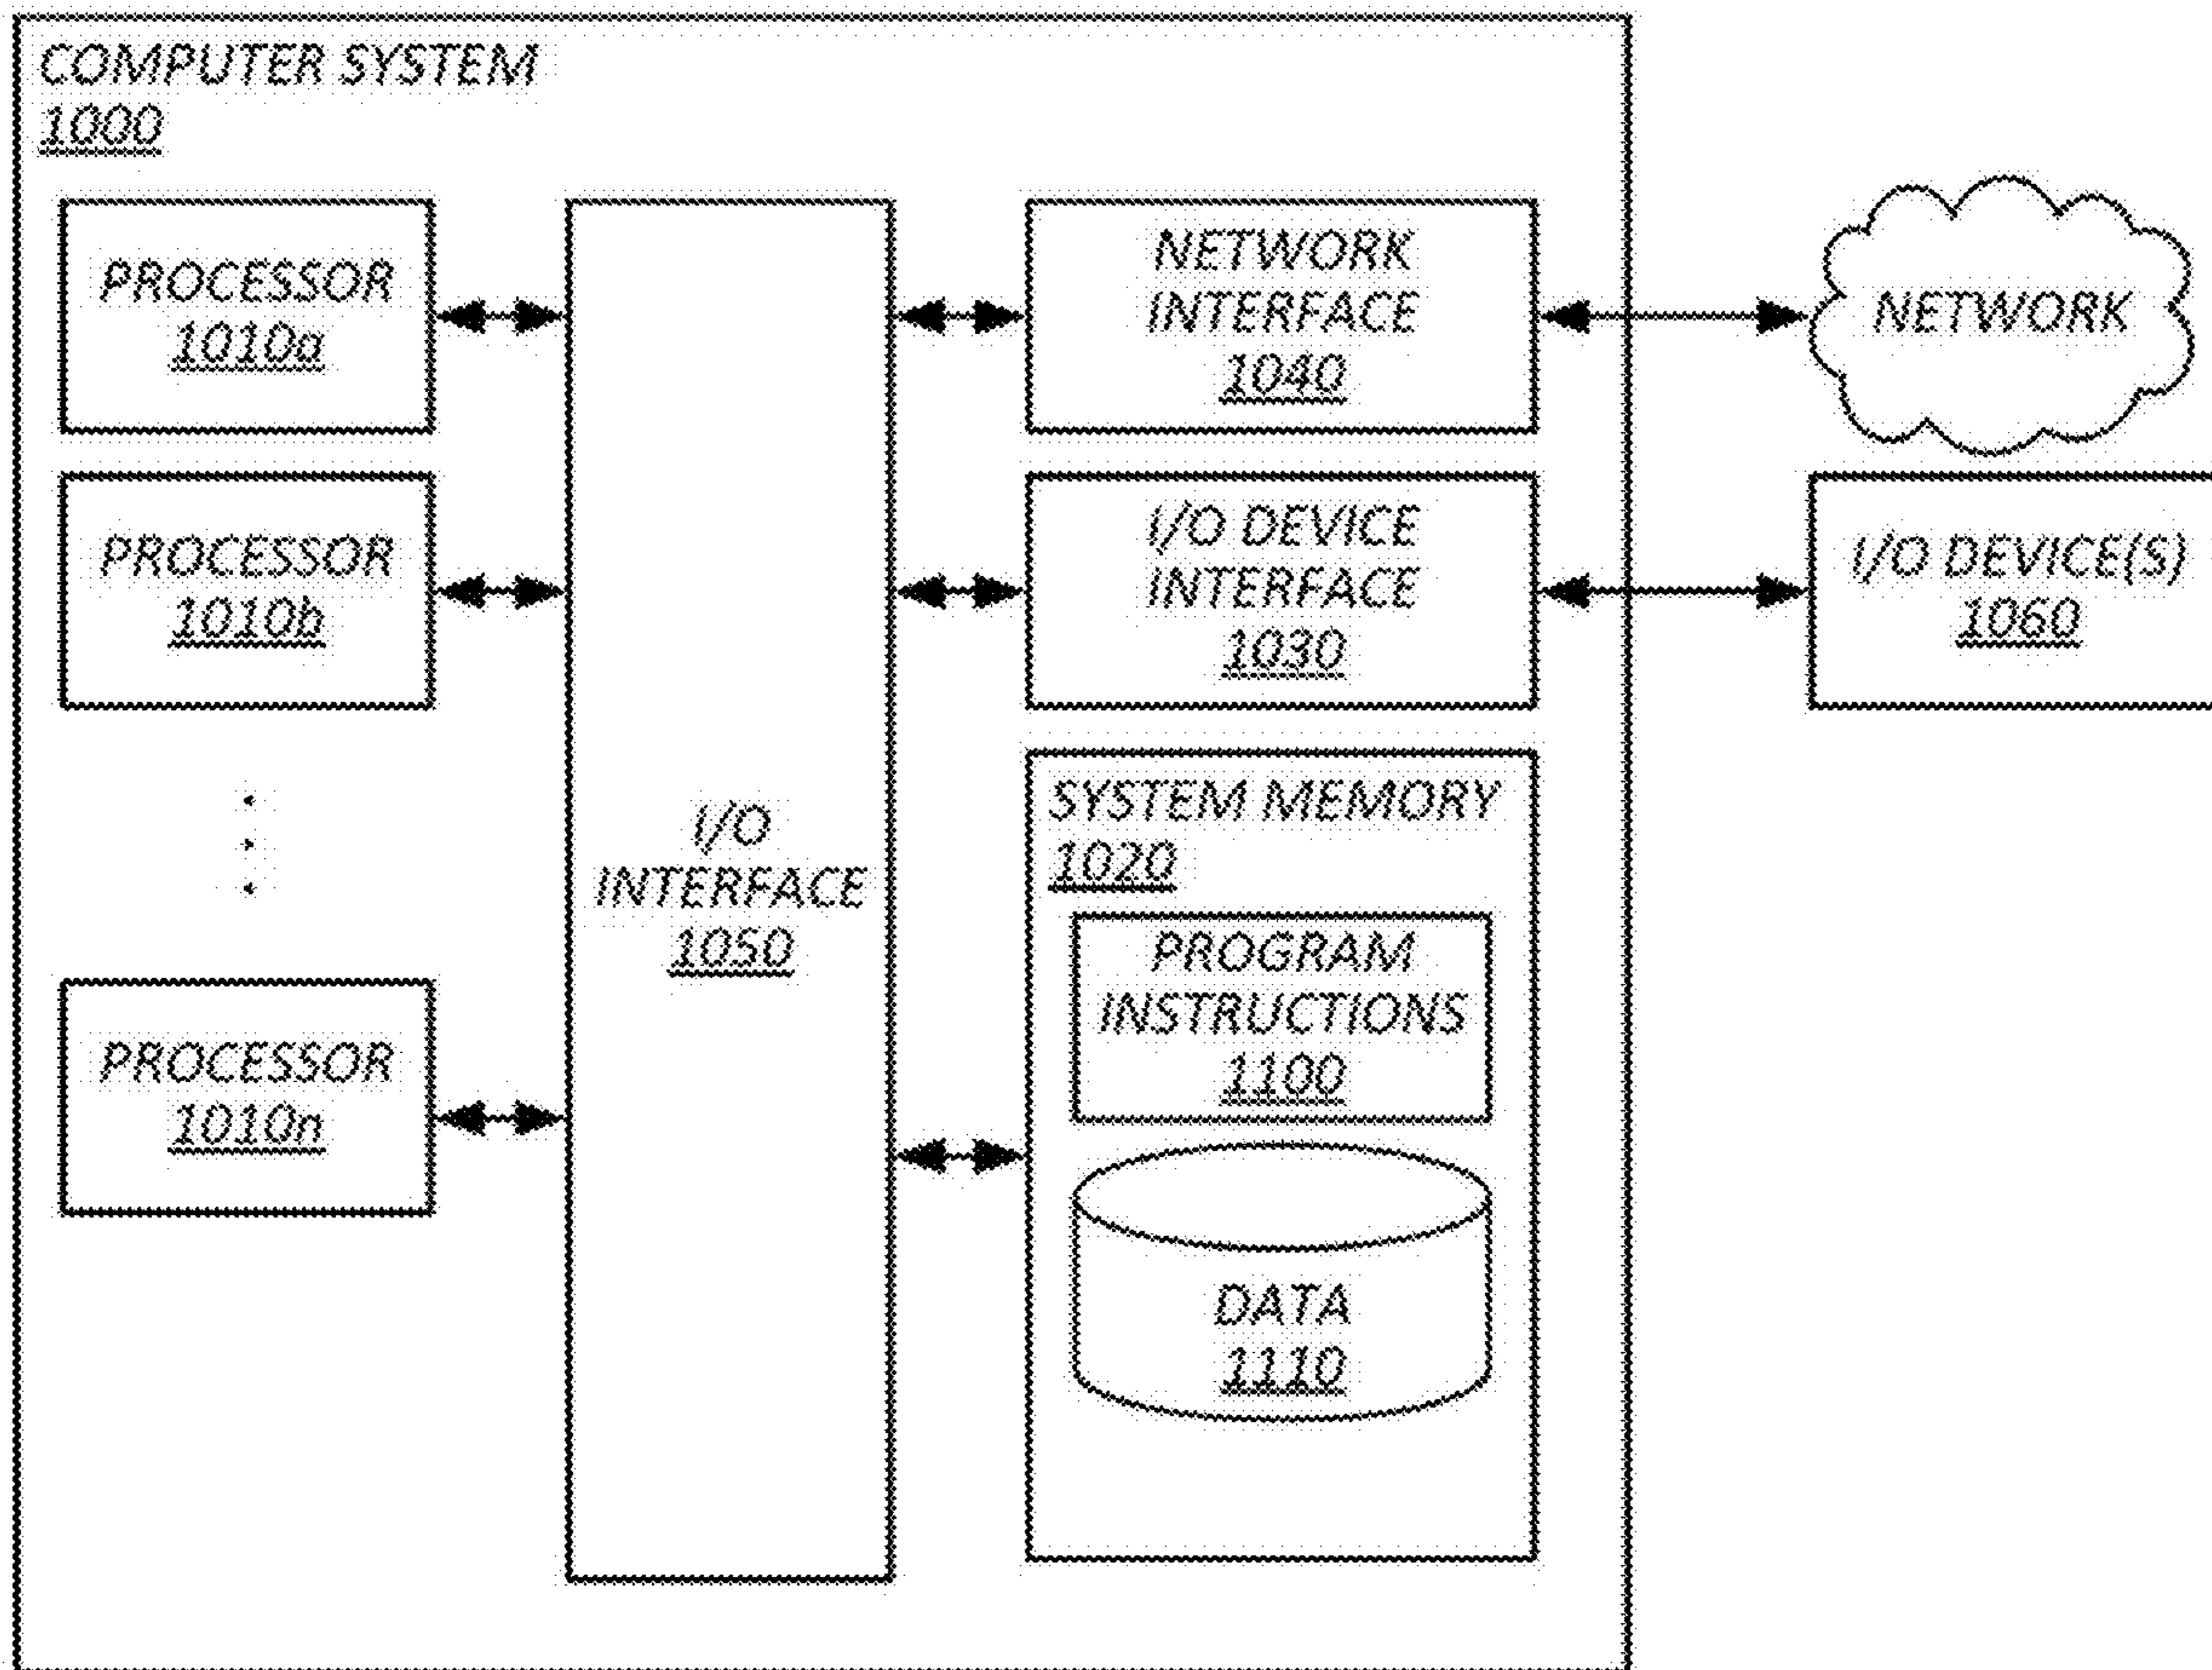 COMPUTER SYSTEM
1000
PROCESSOR
1010a
PROCESSOR
1010b
PROCESSOR
1010n
I/O
INTERFACE
1050
NETWORK
INTERFACE
1040
I/O DEVICE
INTERFACE
1030
SYSTEM MEMORY
1020
PROGRAM
INSTRUCTIONS
1100
DATA
1110
NETWORK
I/O DEVICE(S)
1060